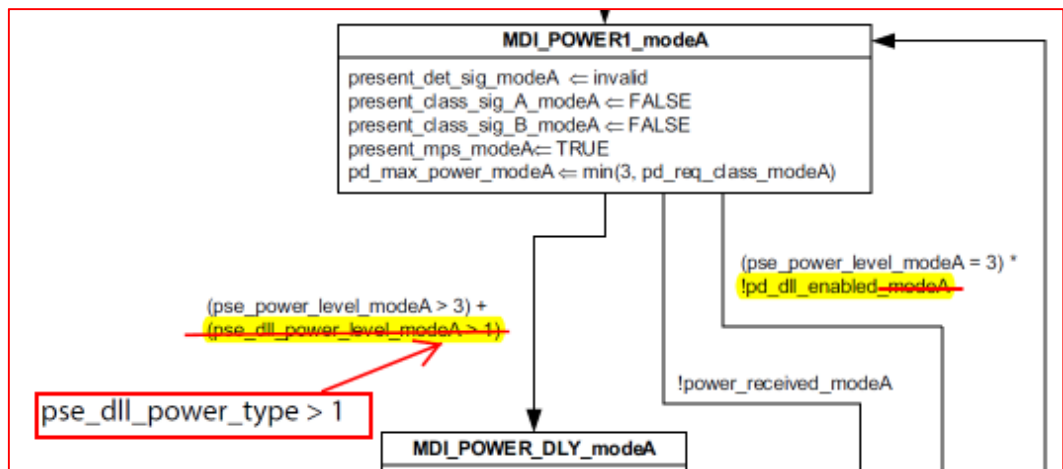 MDI_POWER1_modeA
present_det_sig_modeA ⇐ invalid
present_class_sig_A_modeA ⇐ FALSE
present_class_sig_B_modeA ⇐ FALSE
present_mps_modeA⇐ TRUE
pd_max_power_modeA ⇐ min(3, pd_req_class_modeA)
(pse_power_level_modeA = 3) *
!pd_dll_enabled_modeA
(pse_power_level_modeA > 3) +
(pse_dll_power_level_modeA > 1)
!power_received_modeA
pse_dll_power_type > 1
MDI_POWER_DLY_modeA